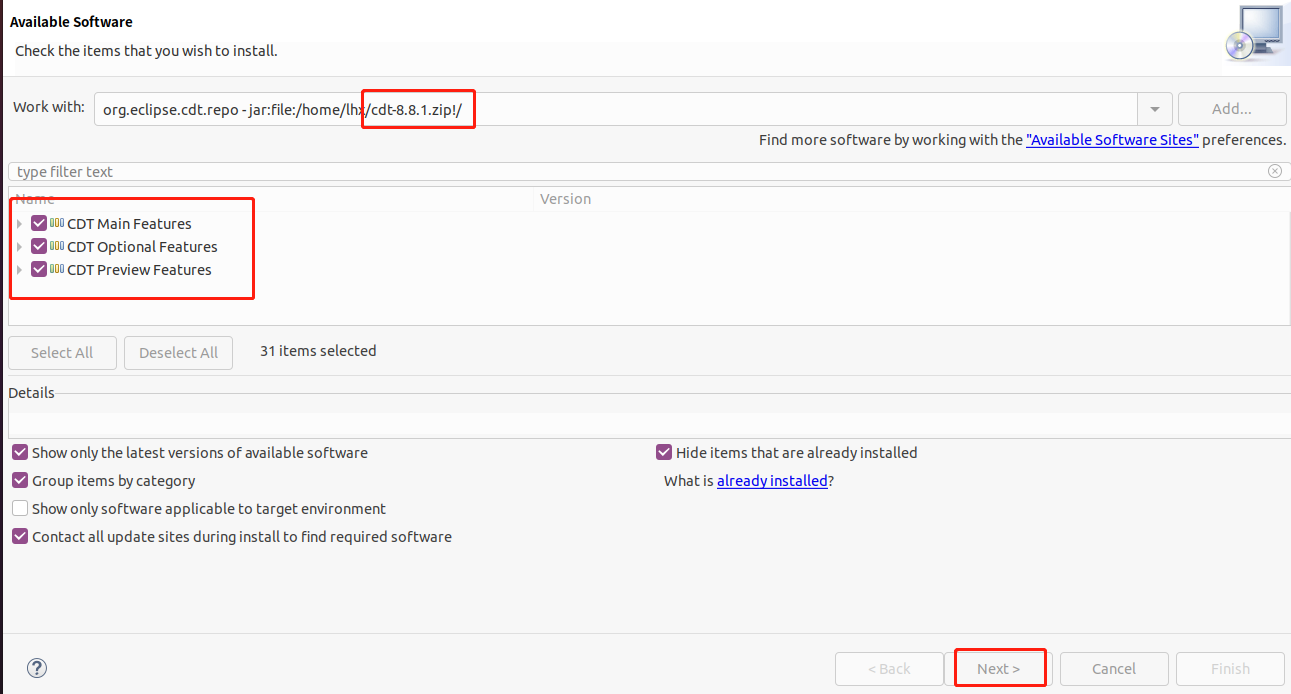 Available Software
Check the items that you wish to install.
Work with: org.eclipse.cdt.repo - jar:file:/home/lhx/cdt-8.8.1.zip!/ Add...
Find more software by working with the "Available Software Sites" preferences.
type filter text
Name Version
CDT Main Features
CDT Optional Features
CDT Preview Features
Select All Deselect All 31 items selected
Details
Show only the latest versions of available software Hide items that are already installed
Group items by category What is already installed?
Show only software applicable to target environment
Contact all update sites during install to find required software
? < Back Next > Cancel Finish